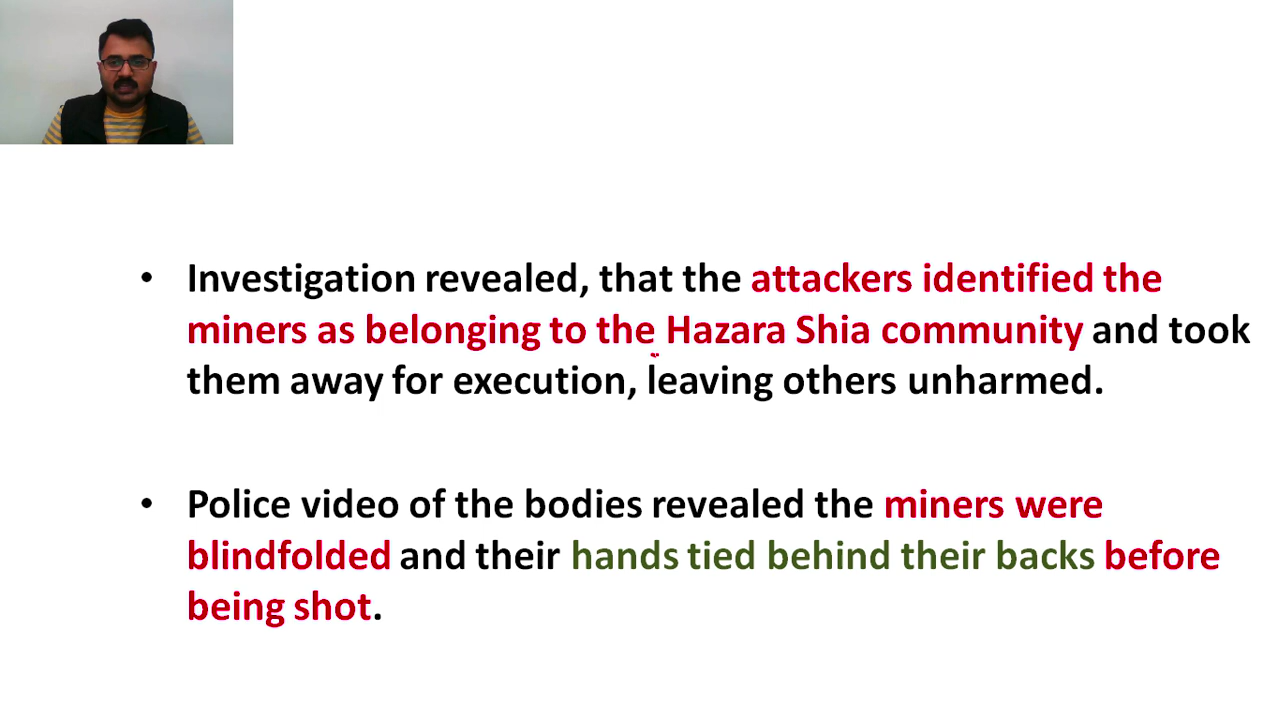 • Investigation revealed, that the attackers identified the
miners as belonging to the Hazara Shia community and took
them away for execution, leaving others unharmed.
• Police video of the bodies revealed the miners were
blindfolded and their hands tied behind their backs before
being shot.